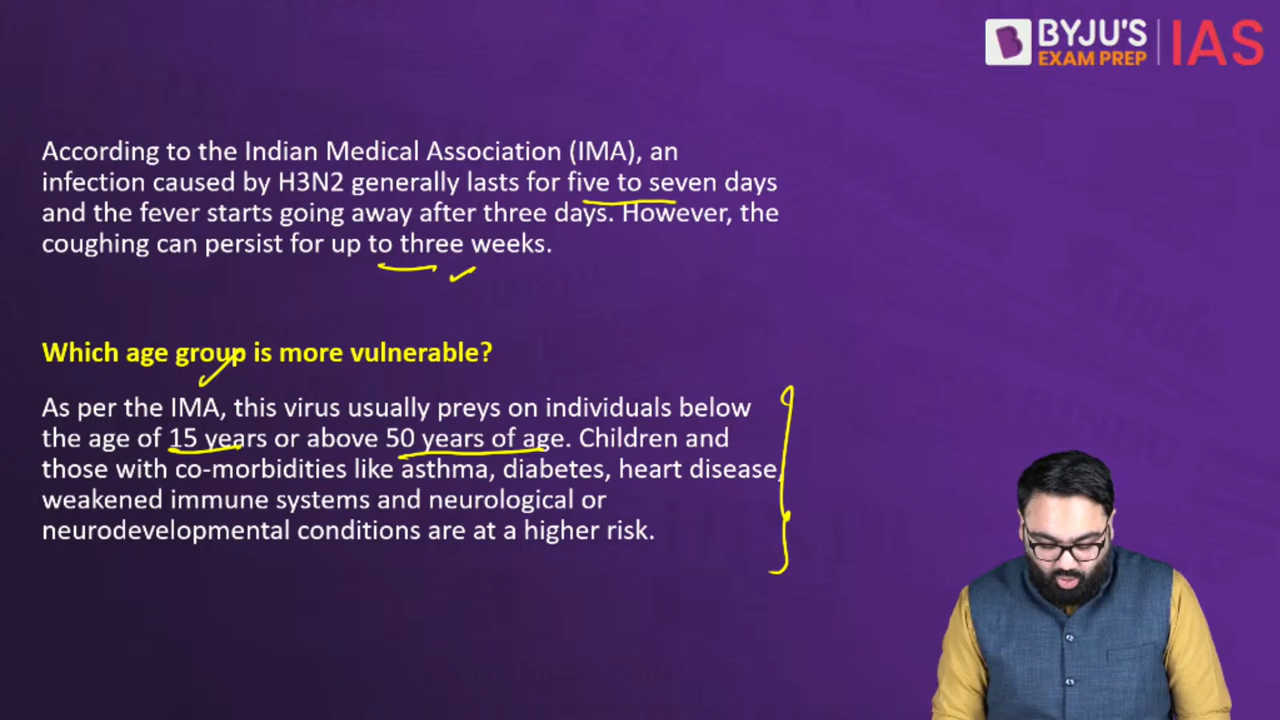 BYJU'S
EXAM PREP
IAS
According to the Indian Medical Association (IMA), an
infection caused by H3N2 generally lasts for five to seven days
and the fever starts going away after three days. However, the
coughing can persist for up to three weeks.
Which age group is more vulnerable?
As per the IMA, this virus usually preys on individuals below
the age of 15 years or above 50 years of age. Children and
those with co-morbidities like asthma, diabetes, heart disease,
weakened immune systems and neurological or
neurodevelopmental conditions are at a higher risk.